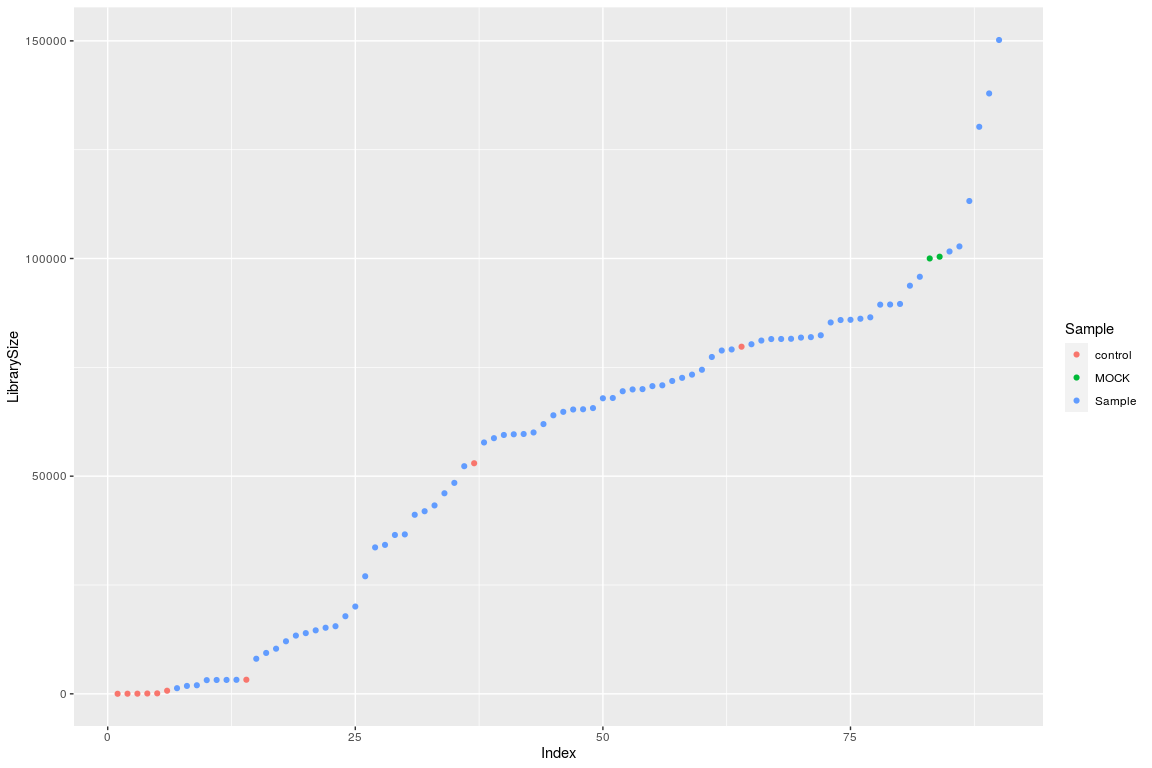 150000
100000
50000
0
LibrarySize
0 25 50 75
Index
Sample
control
MOCK
Sample